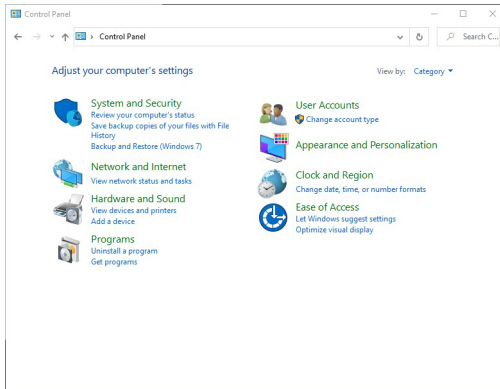 Control Panel
Control Panel
Search C...
Adjust your computer's settings
View by: Category
System and Security
Review your computer's status
Save backup copies of your files with File
History
Backup and Restore (Windows 7)
Network and Internet
View network status and tasks
Hardware and Sound
View devices and printers
Add a device
Programs
Uninstall a program
Get programs
User Accounts
Change account type
Appearance and Personalization
Clock and Region
Change date, time, or number formats
Ease of Access
Let Windows suggest settings
Optimize visual display